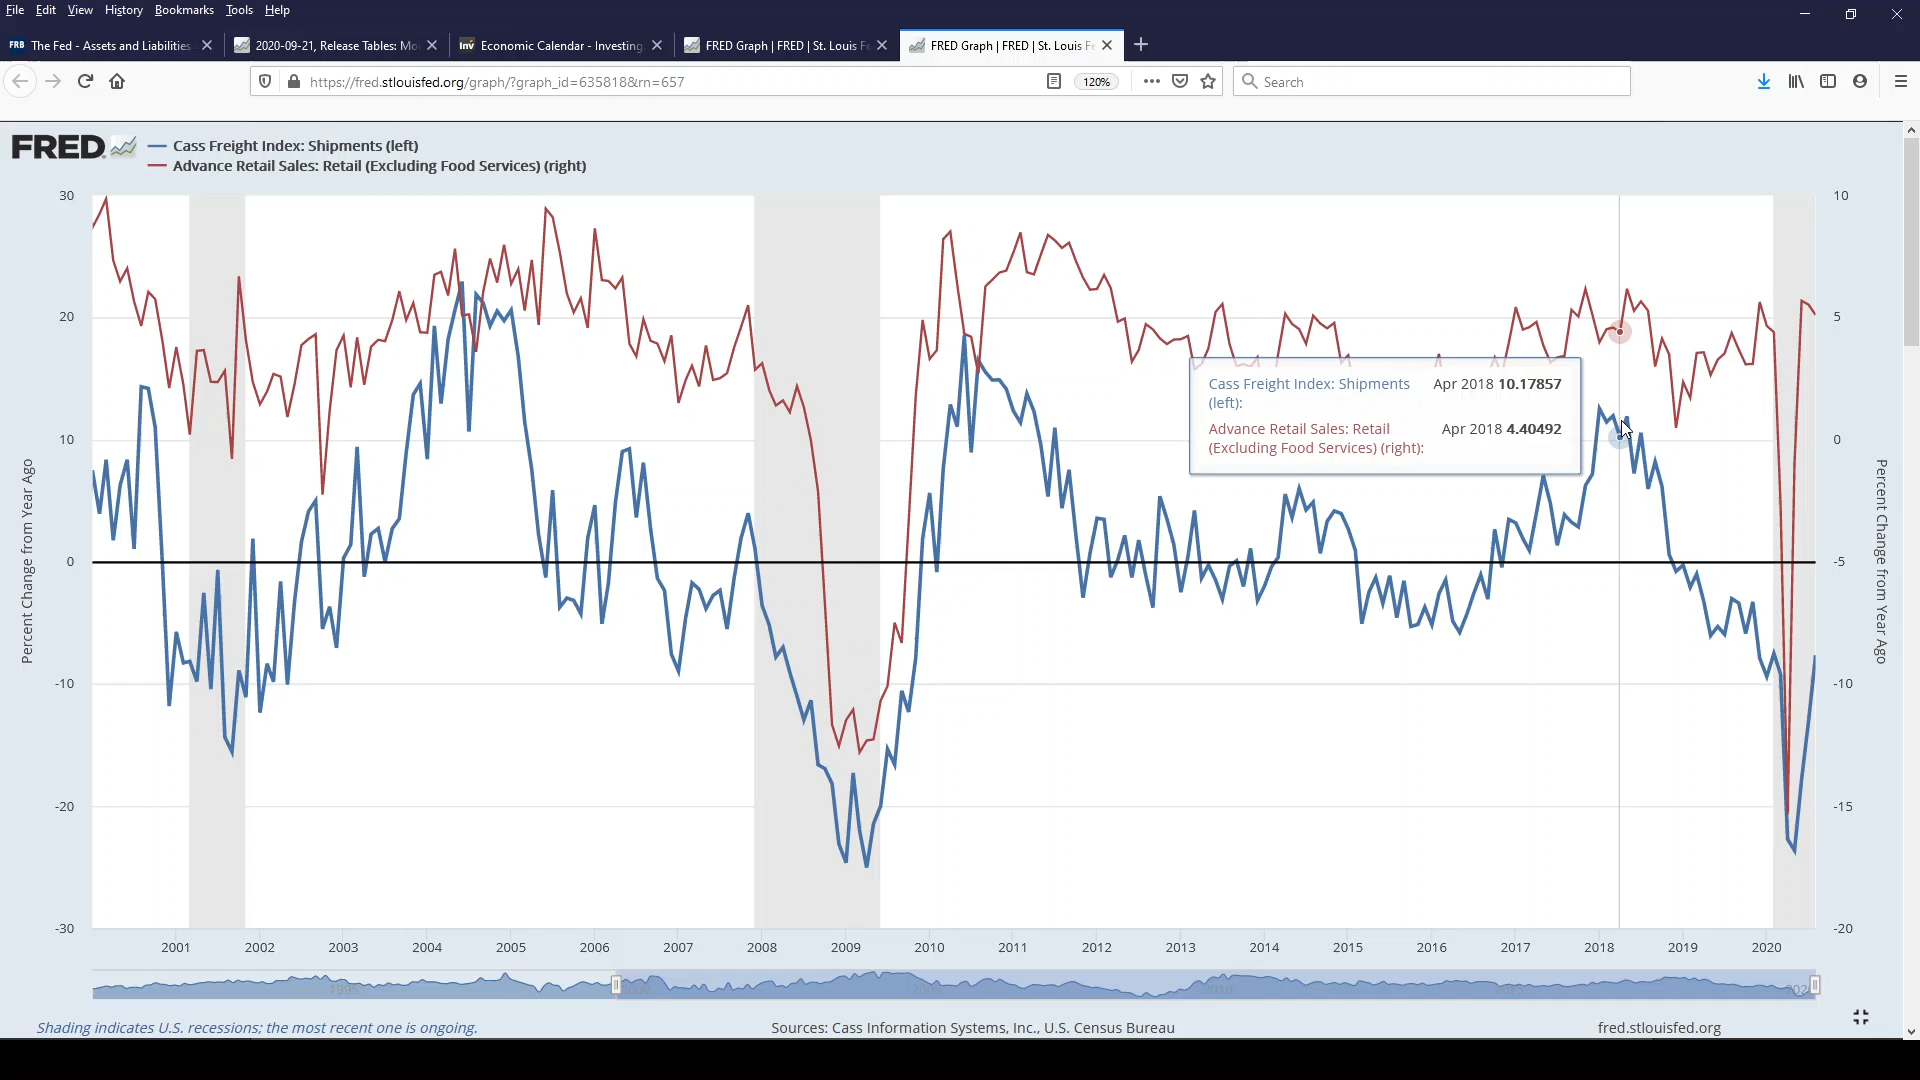 File Edit View History Bookmarks Tools Help
FRB The Fed - Assets and Liabilities
2020-09-21, Release Tables: Mo
Inv Economic Calendar - Investing
FRED Graph | FRED | St. Louis Fe
FRED Graph | FRED | St. Louis Fe
https://fred.stlouisfed.org/graph/?graph_id=635818&rn=657
120%
Search
FRED
Cass Freight Index: Shipments (left)
Advance Retail Sales: Retail (Excluding Food Services) (right)
30
20
10
0
-10
-20
-30
Percent Change from Year Ago
10
5
0
-5
-10
-15
-20
Percent Change from Year Ago
Cass Freight Index: Shipments Apr 2018 10.17857
(left):
Advance Retail Sales: Retail Apr 2018 4.40492
(Excluding Food Services) (right):
2001 2002 2003 2004 2005 2006 2007 2008 2009 2010 2011 2012 2013 2014 2015 2016 2017 2018 2019 2020
1995
2010
Shading indicates U.S. recessions; the most recent one is ongoing.
Sources: Cass Information Systems, Inc., U.S. Census Bureau
fred.stlouisfed.org